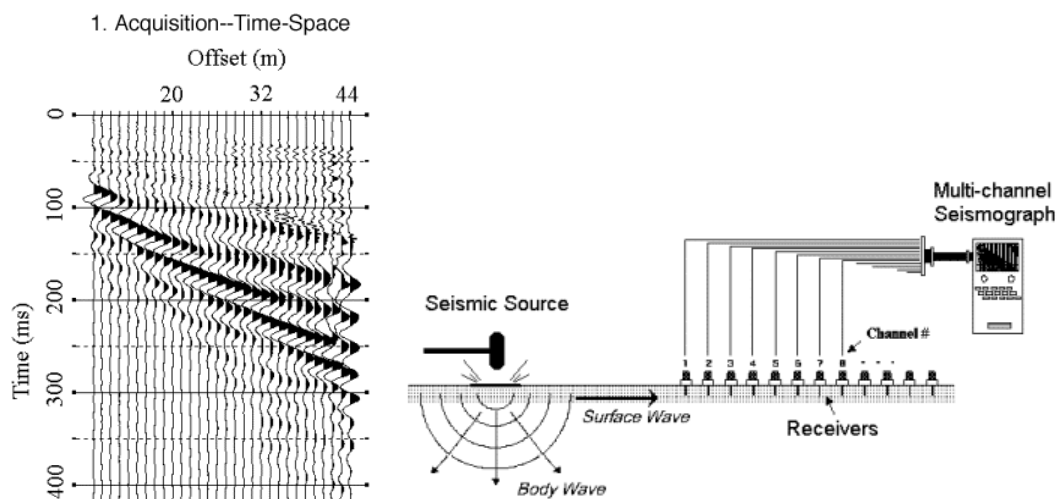 1. Acquisition--Time-Space
Offset (m)
20 32 44
0
100
200
300
400
Time (ms)
Seismic Source
Surface Wave
Body Wave
Multi-channel
Seismograph
Channel #
1 2 3 4 5 6 7 8 - - -
Receivers